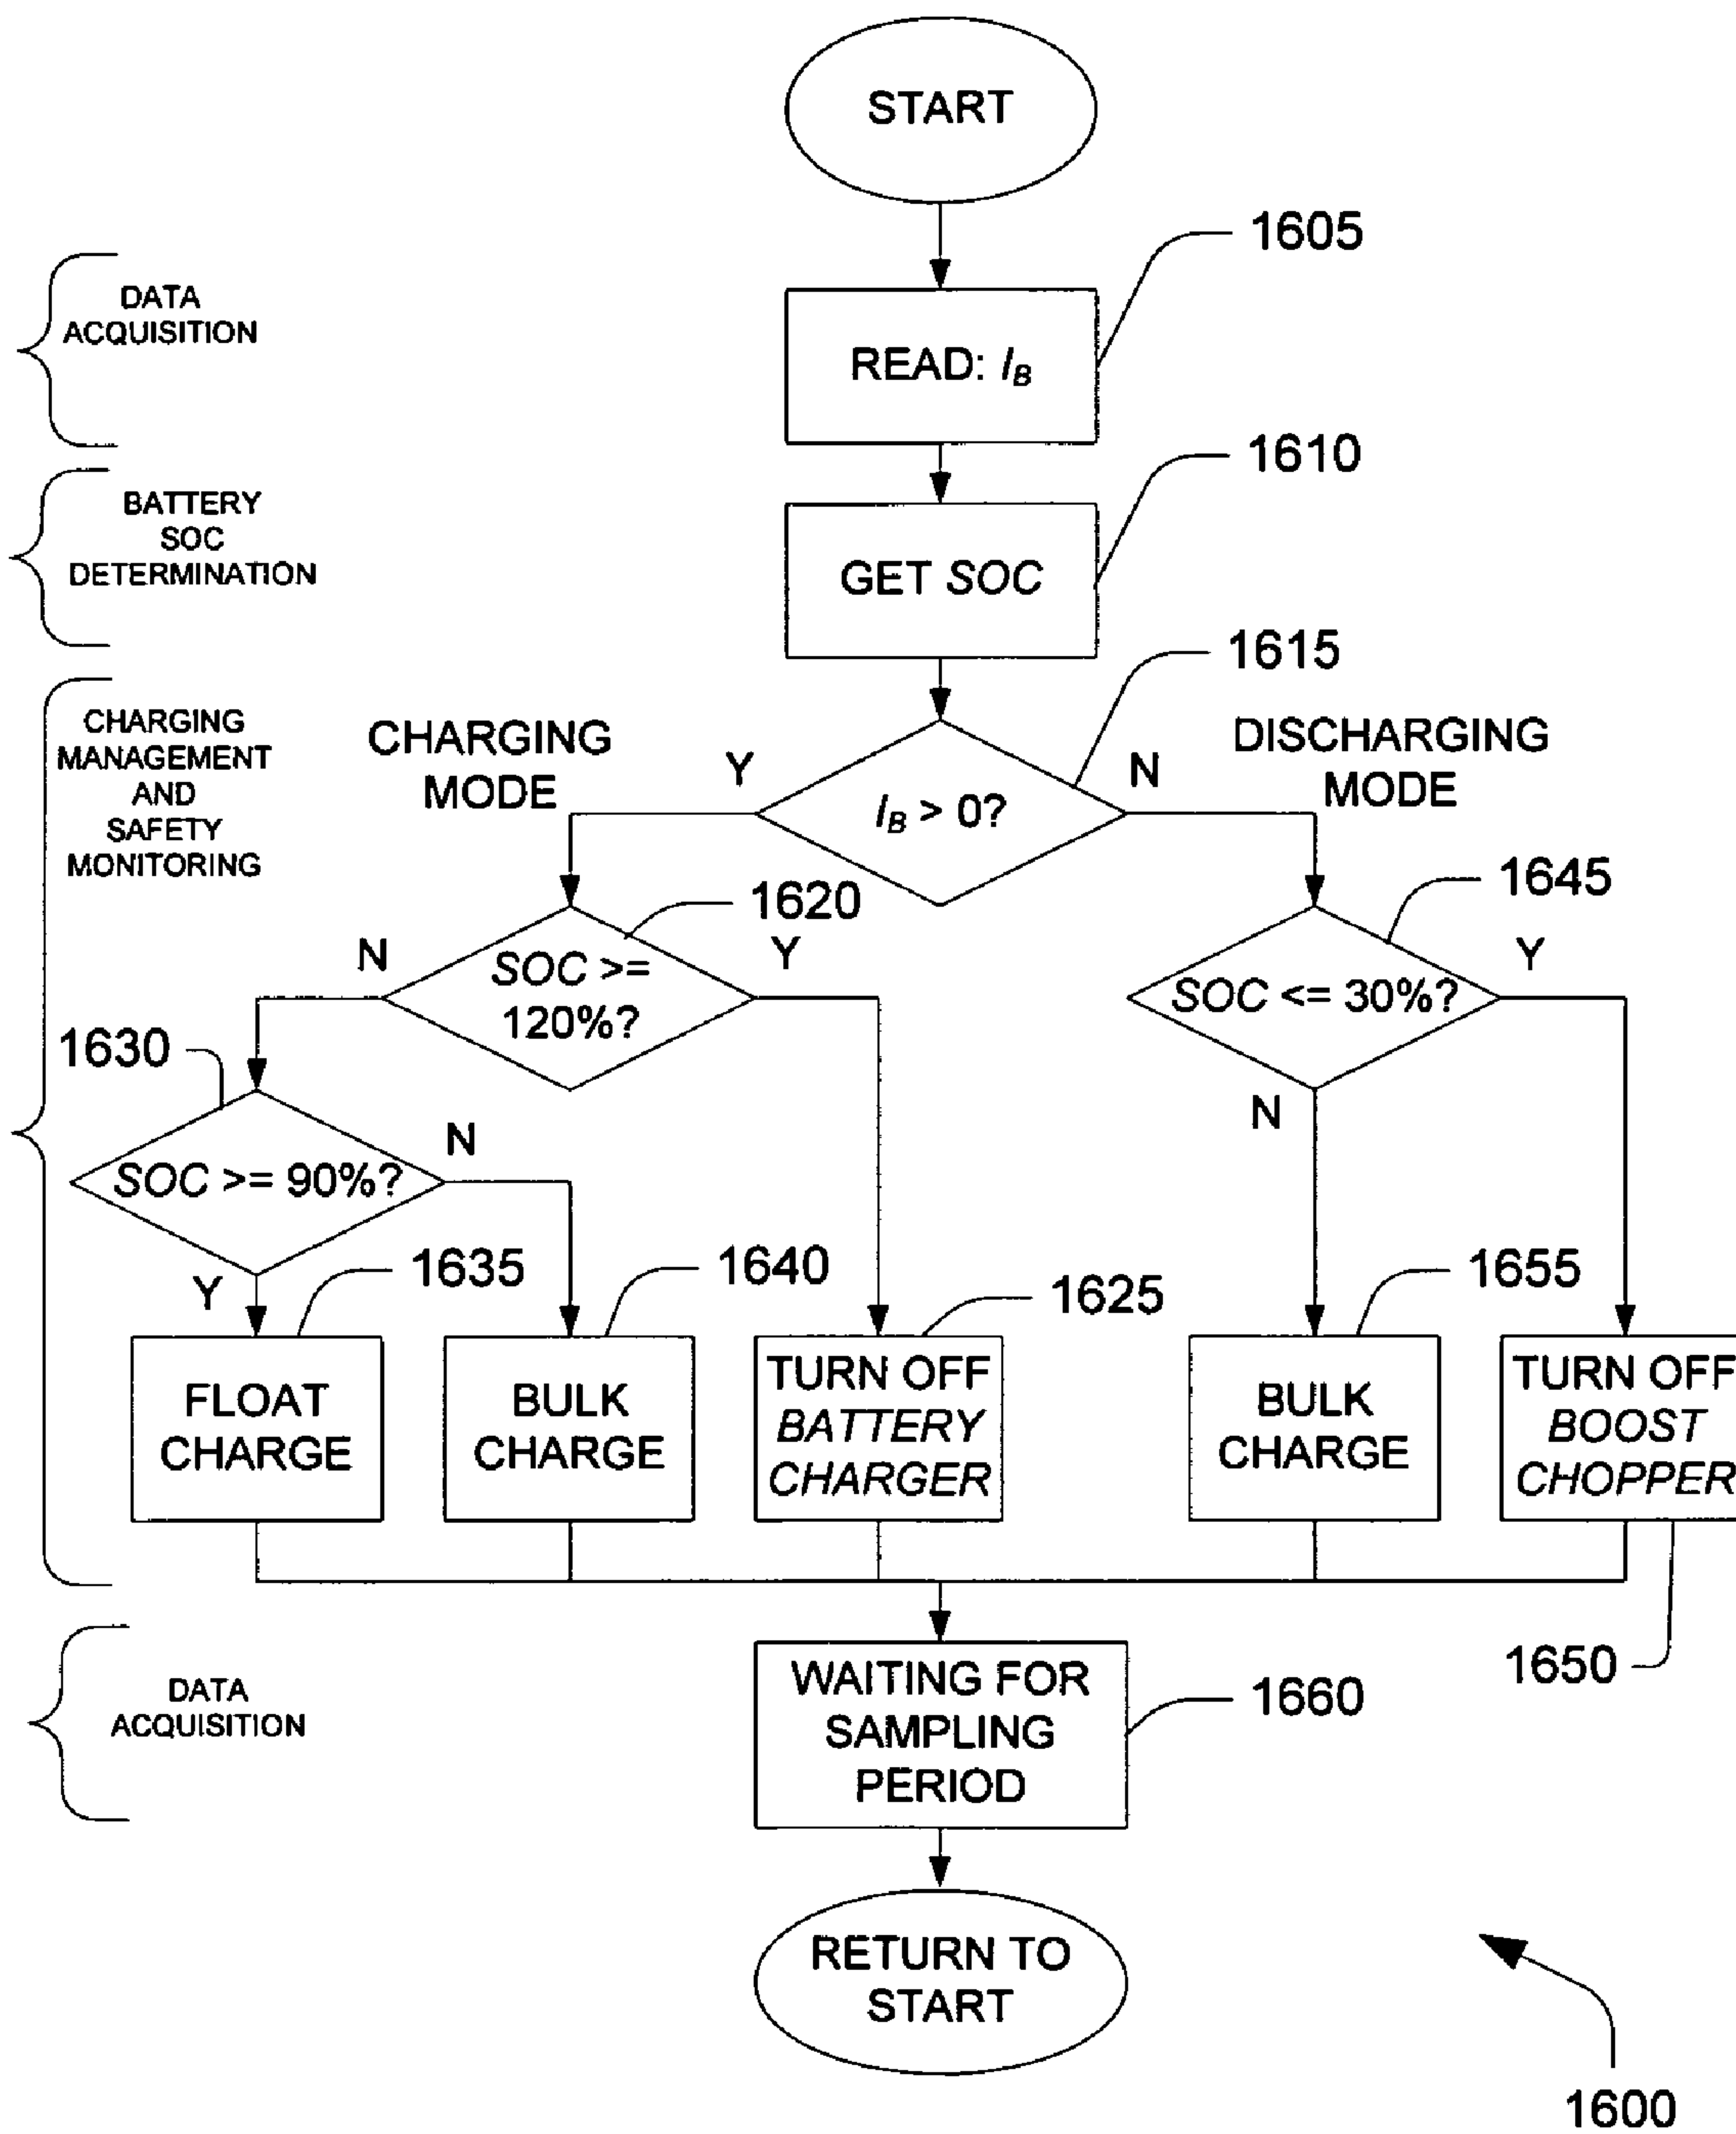 START
1605
DATA
ACQUISITION
READ: I_B
1610
BATTERY
SOC
DETERMINATION
GET SOC
1615
CHARGING
MANAGEMENT
AND
SAFETY
MONITORING
CHARGING
MODE
Y
I_B > 0?
N
DISCHARGING
MODE
1620
1645
N
SOC >=
120%?
Y
SOC <= 30%?
Y
1630
N
SOC >= 90%?
N
Y
1635
1640
1625
1655
FLOAT
CHARGE
BULK
CHARGE
TURN OFF
BATTERY
CHARGER
BULK
CHARGE
TURN OFF
BOOST
CHOPPER
1650
DATA
ACQUISITION
WAITING FOR
SAMPLING
PERIOD
1660
RETURN TO
START
1600